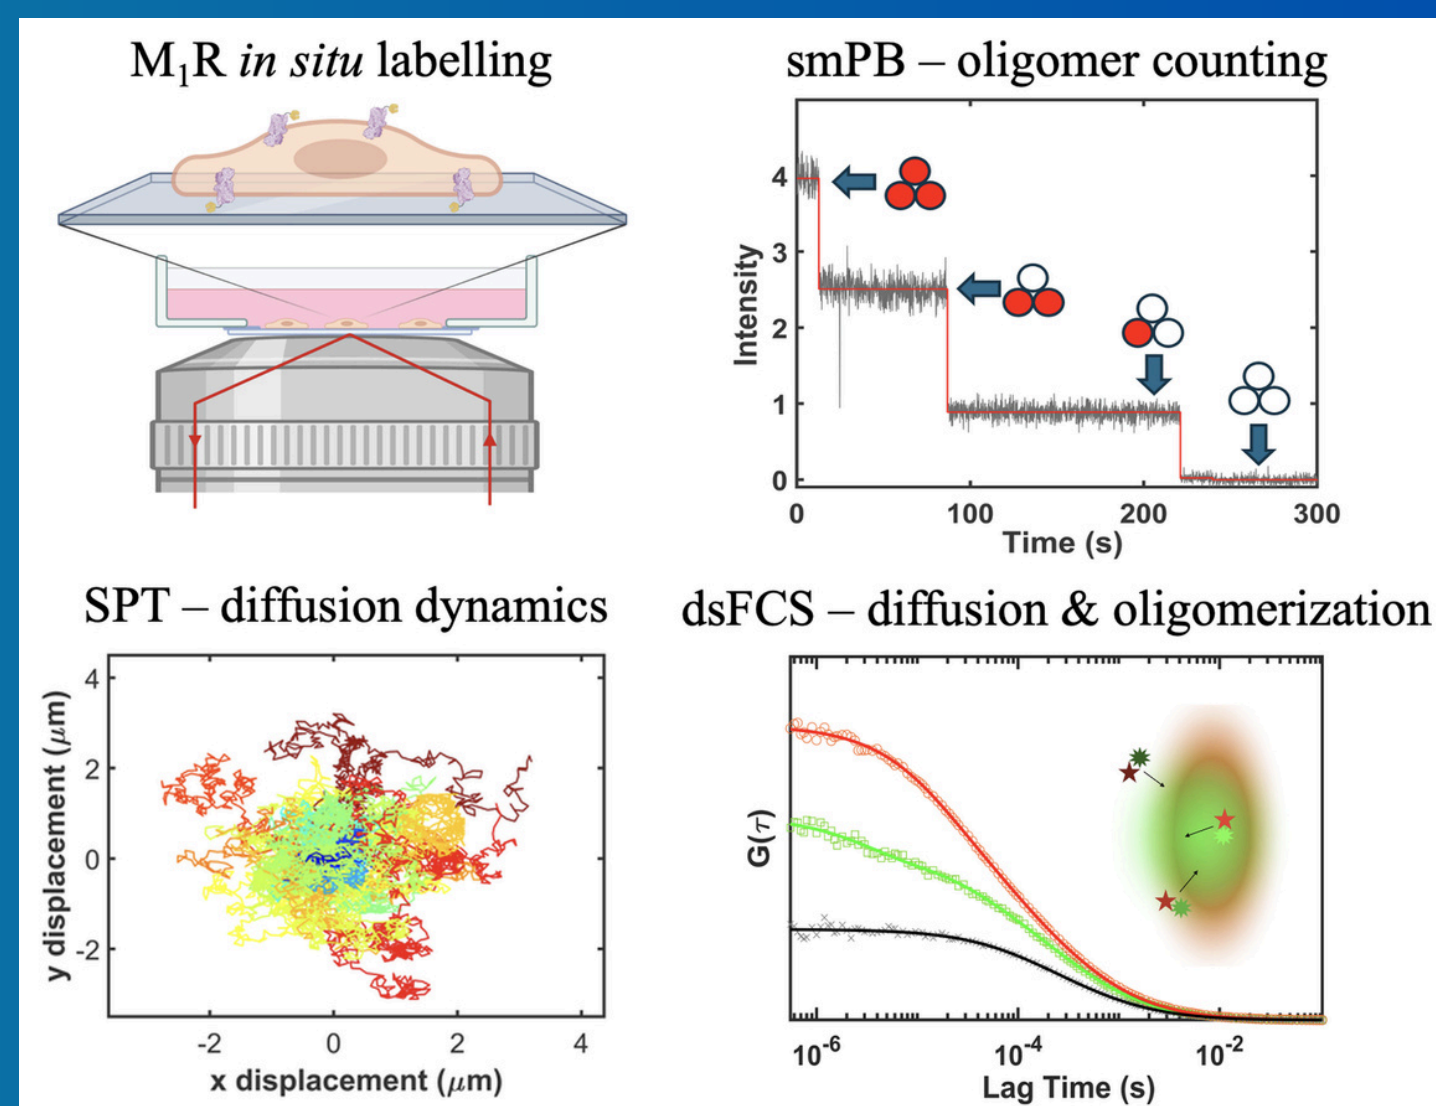 M₁R in situ labelling
smPB – oligomer counting
Intensity
4
3
2
1
0
0 100 200 300
Time (s)
SPT – diffusion dynamics
y displacement (μm)
4
2
0
-2
-2 0 2 4
x displacement (μm)
dsFCS – diffusion & oligomerization
G(τ)
10⁻⁶ 10⁻⁴ 10⁻²
Lag Time (s)